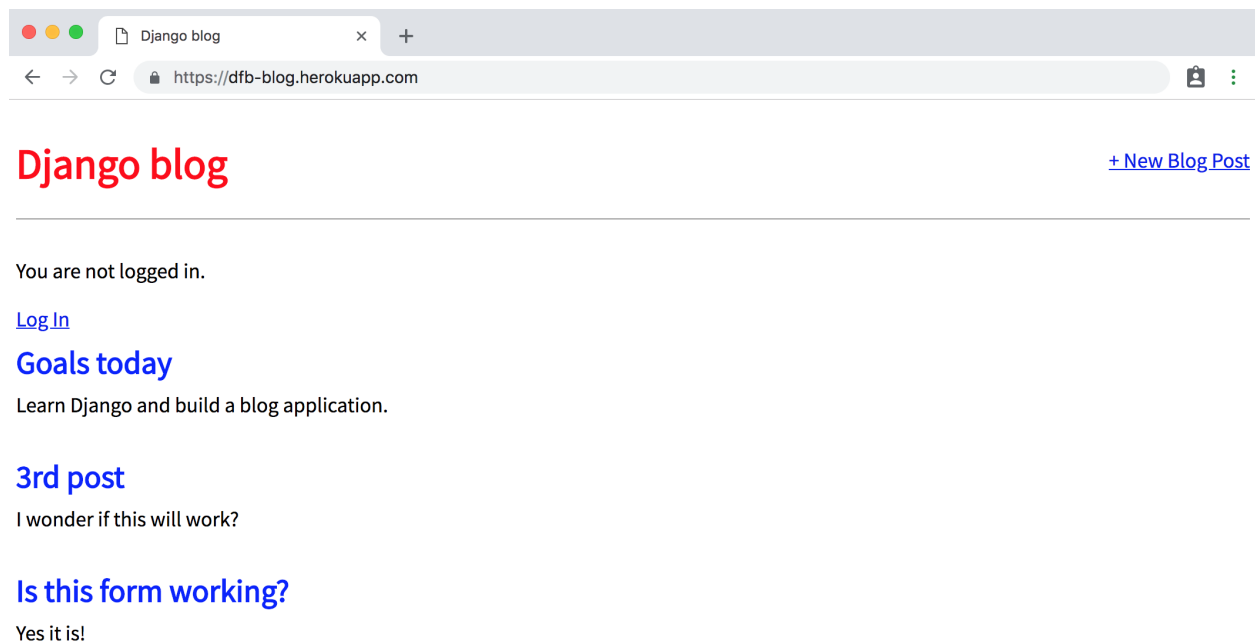 Django blog
https://dfb-blog.herokuapp.com
Django blog
+ New Blog Post
You are not logged in.
Log In
Goals today
Learn Django and build a blog application.
3rd post
I wonder if this will work?
Is this form working?
Yes it is!